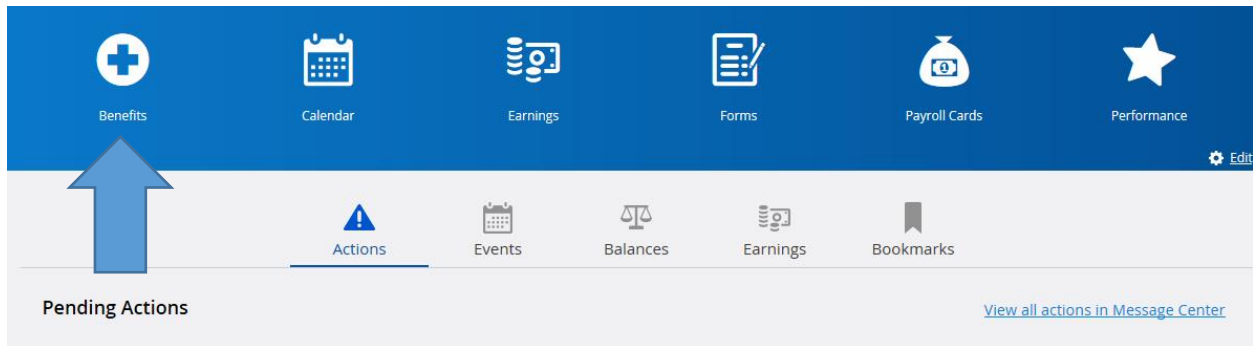 Benefits
Calendar
Earnings
Forms
Payroll Cards
Performance
Edit
Actions
Events
Balances
Earnings
Bookmarks
Pending Actions
View all actions in Message Center